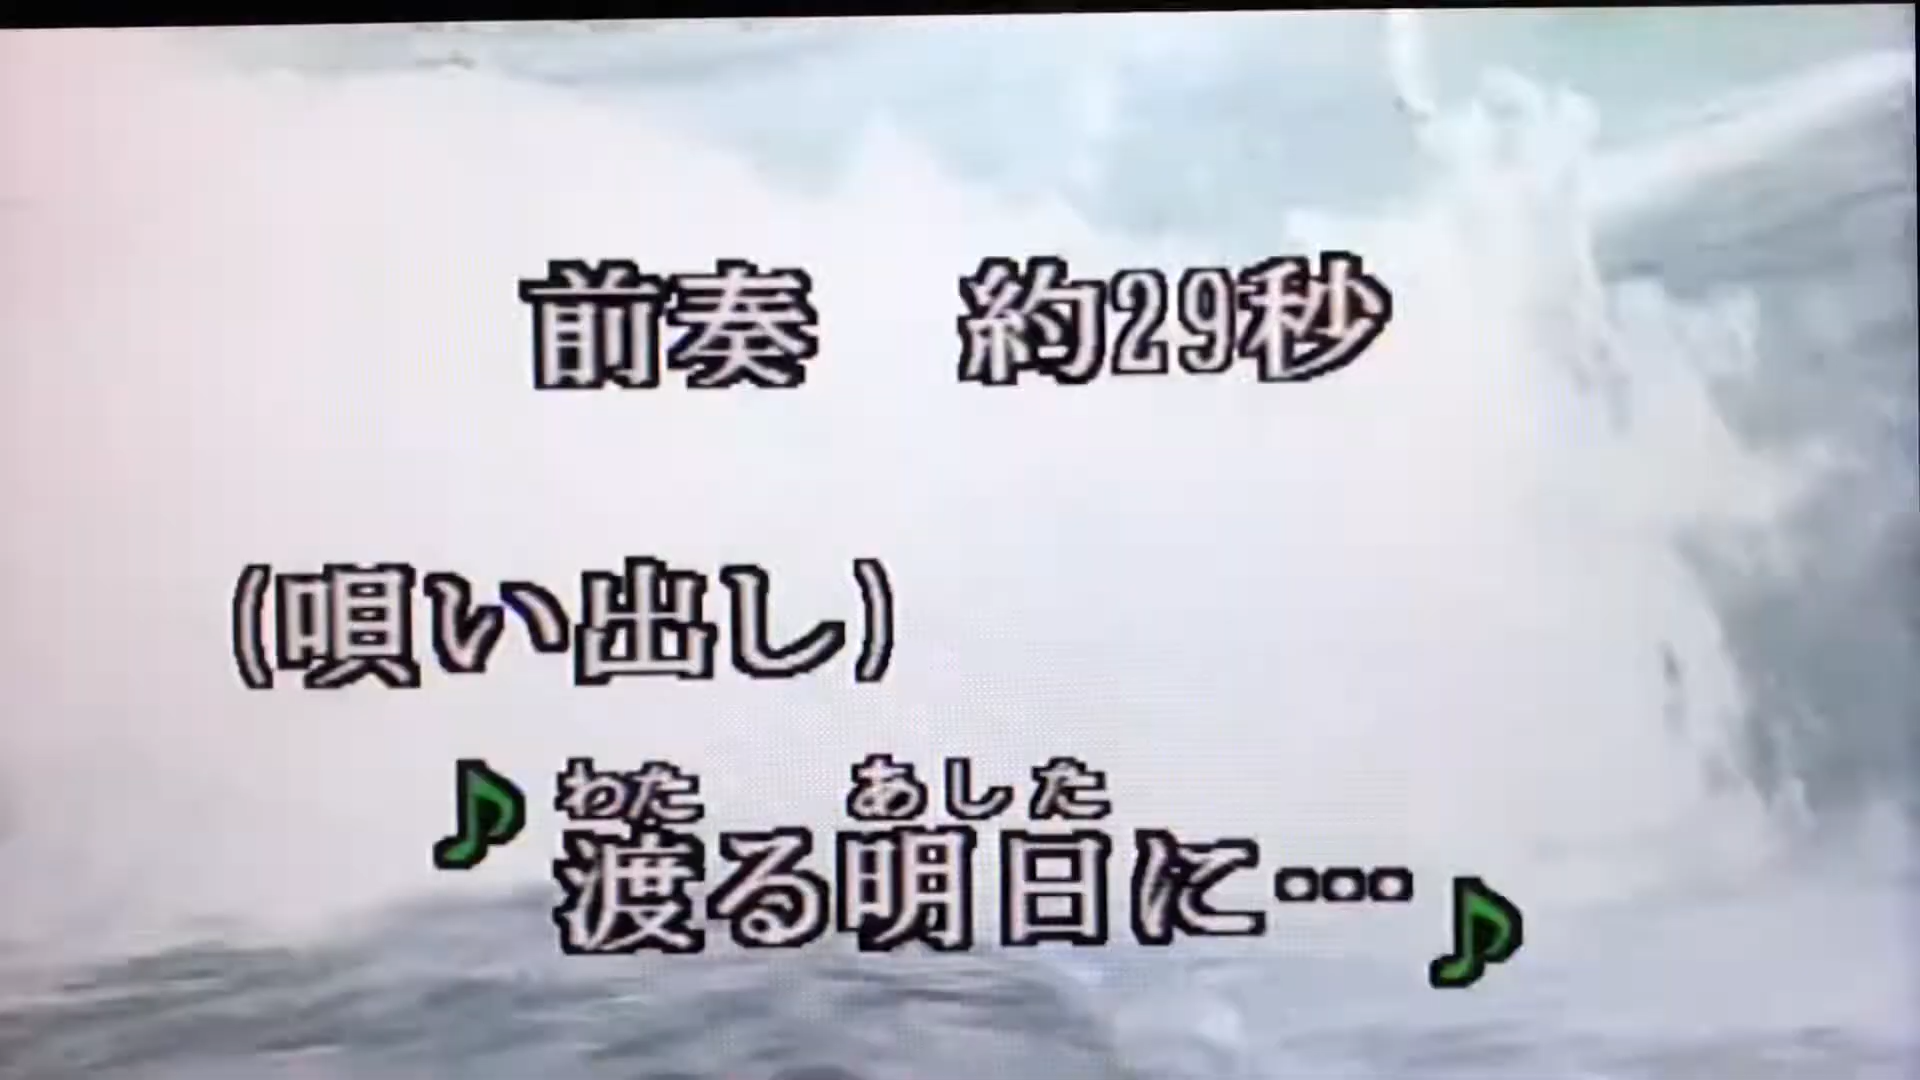 前奏　約29秒
(唄い出し)
わた　あした
♪渡る明日に…♪